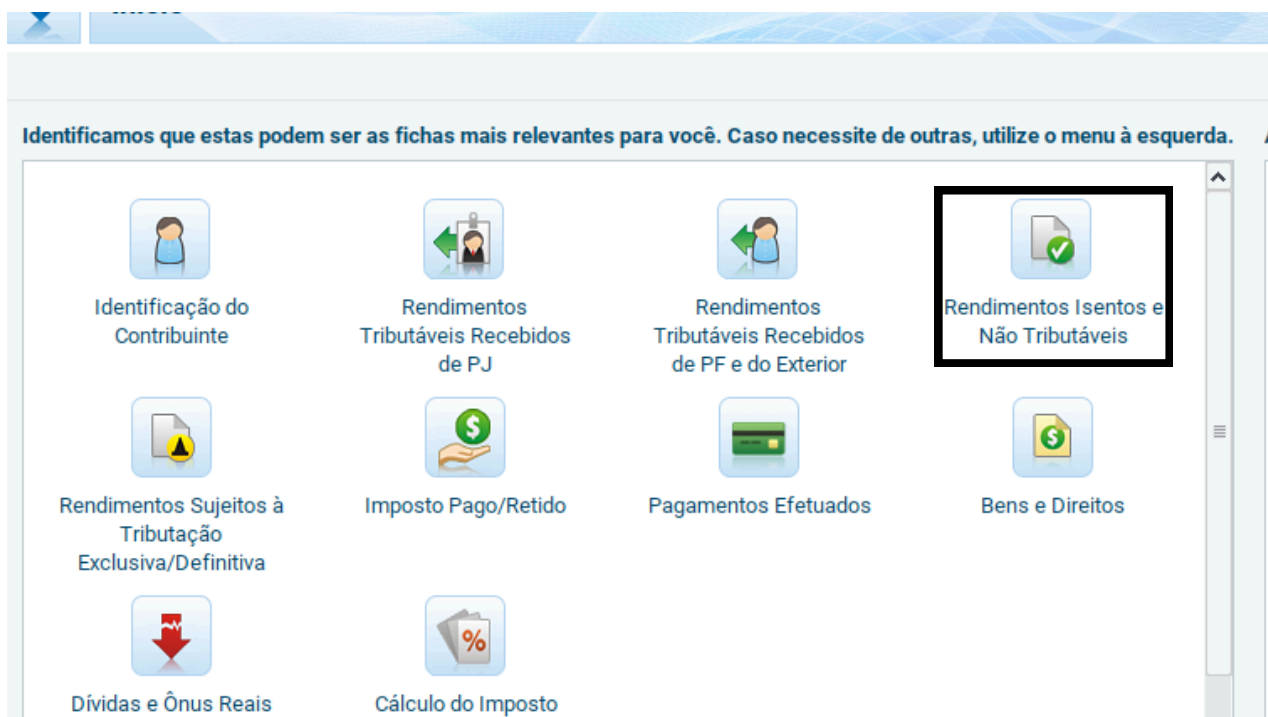 Identificamos que estas podem ser as fichas mais relevantes para você. Caso necessite de outras, utilize o menu à esquerda.
Identificação do
Contribuinte
Rendimentos
Tributáveis Recebidos
de PJ
Rendimentos
Tributáveis Recebidos
de PF e do Exterior
Rendimentos Isentos e
Não Tributáveis
Rendimentos Sujeitos à
Tributação
Exclusiva/Definitiva
Imposto Pago/Retido
Pagamentos Efetuados
Bens e Direitos
Dívidas e Ônus Reais
Cálculo do Imposto